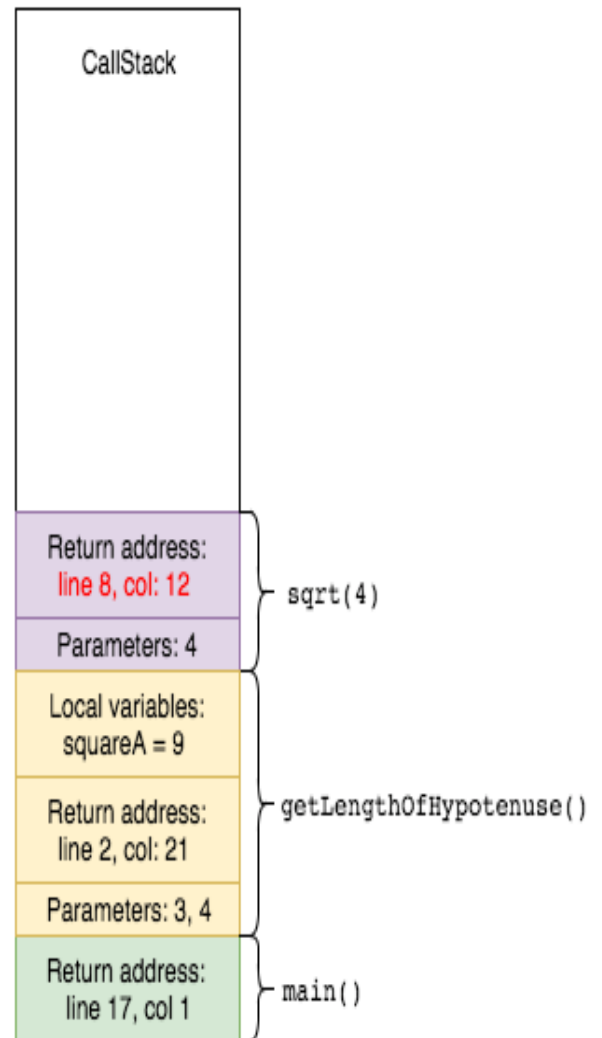 CallStack
Return address:
line 8, col: 12
sqrt(4)
Parameters: 4
Local variables:
squareA = 9
Return address:
line 2, col: 21
getLengthOfHypotenuse()
Parameters: 3, 4
Return address:
line 17, col 1
main()